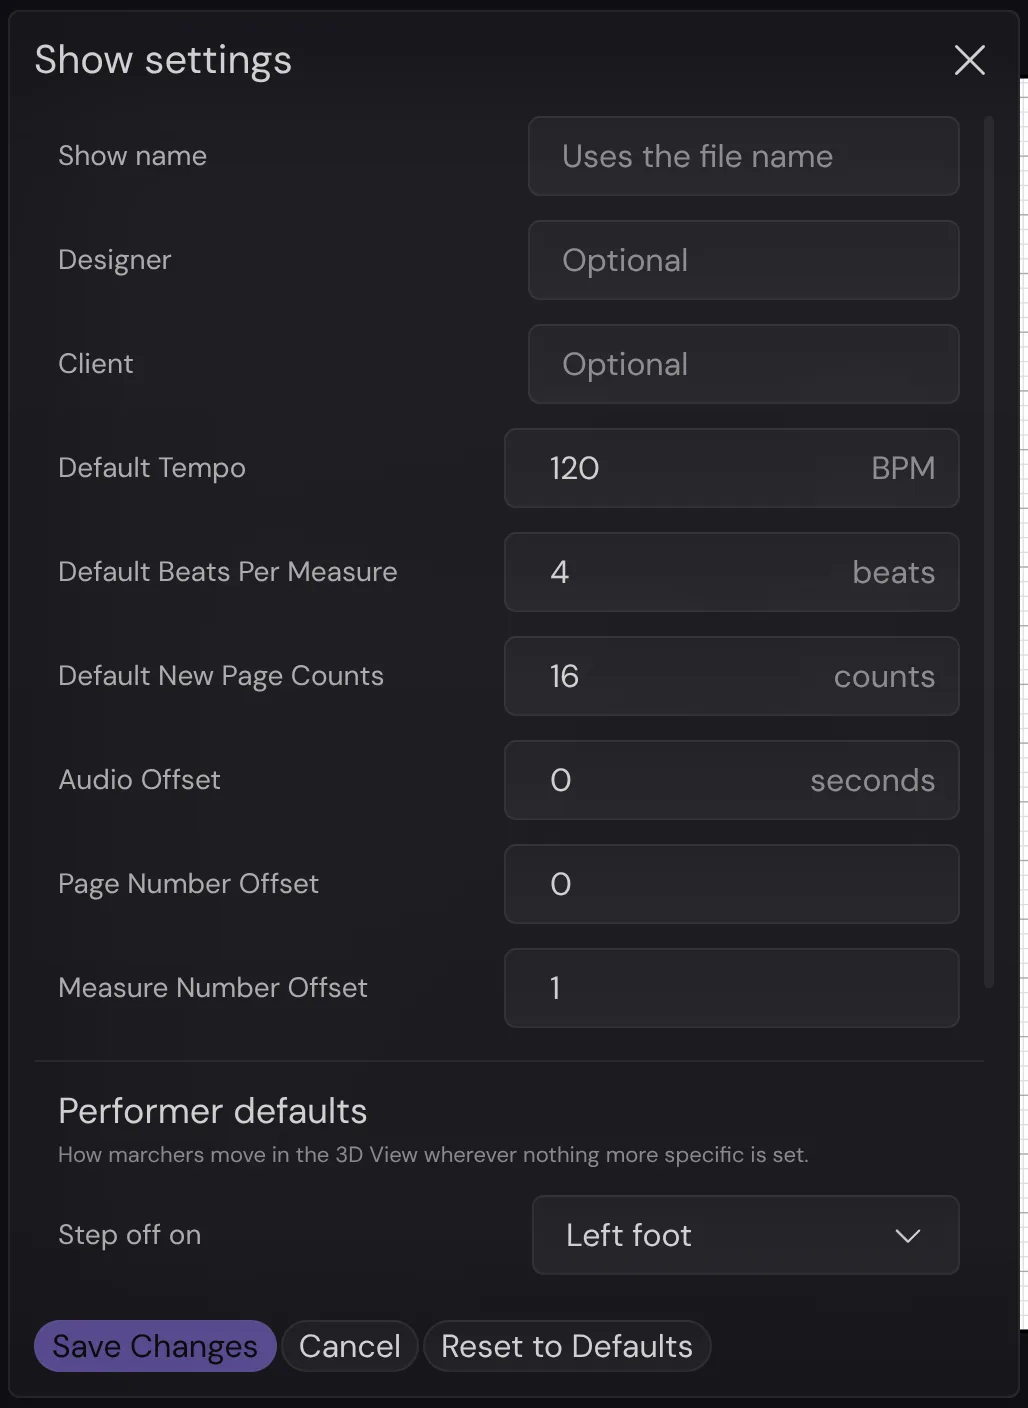 Show settings
Show name
Uses the file name
Designer
Optional
Client
Optional
Default Tempo
120 BPM
Default Beats Per Measure
4 beats
Default New Page Counts
16 counts
Audio Offset
0 seconds
Page Number Offset
0
Measure Number Offset
1
Performer defaults
How marchers move in the 3D View wherever nothing more specific is set.
Step off on
Left foot
Save Changes
Cancel
Reset to Defaults